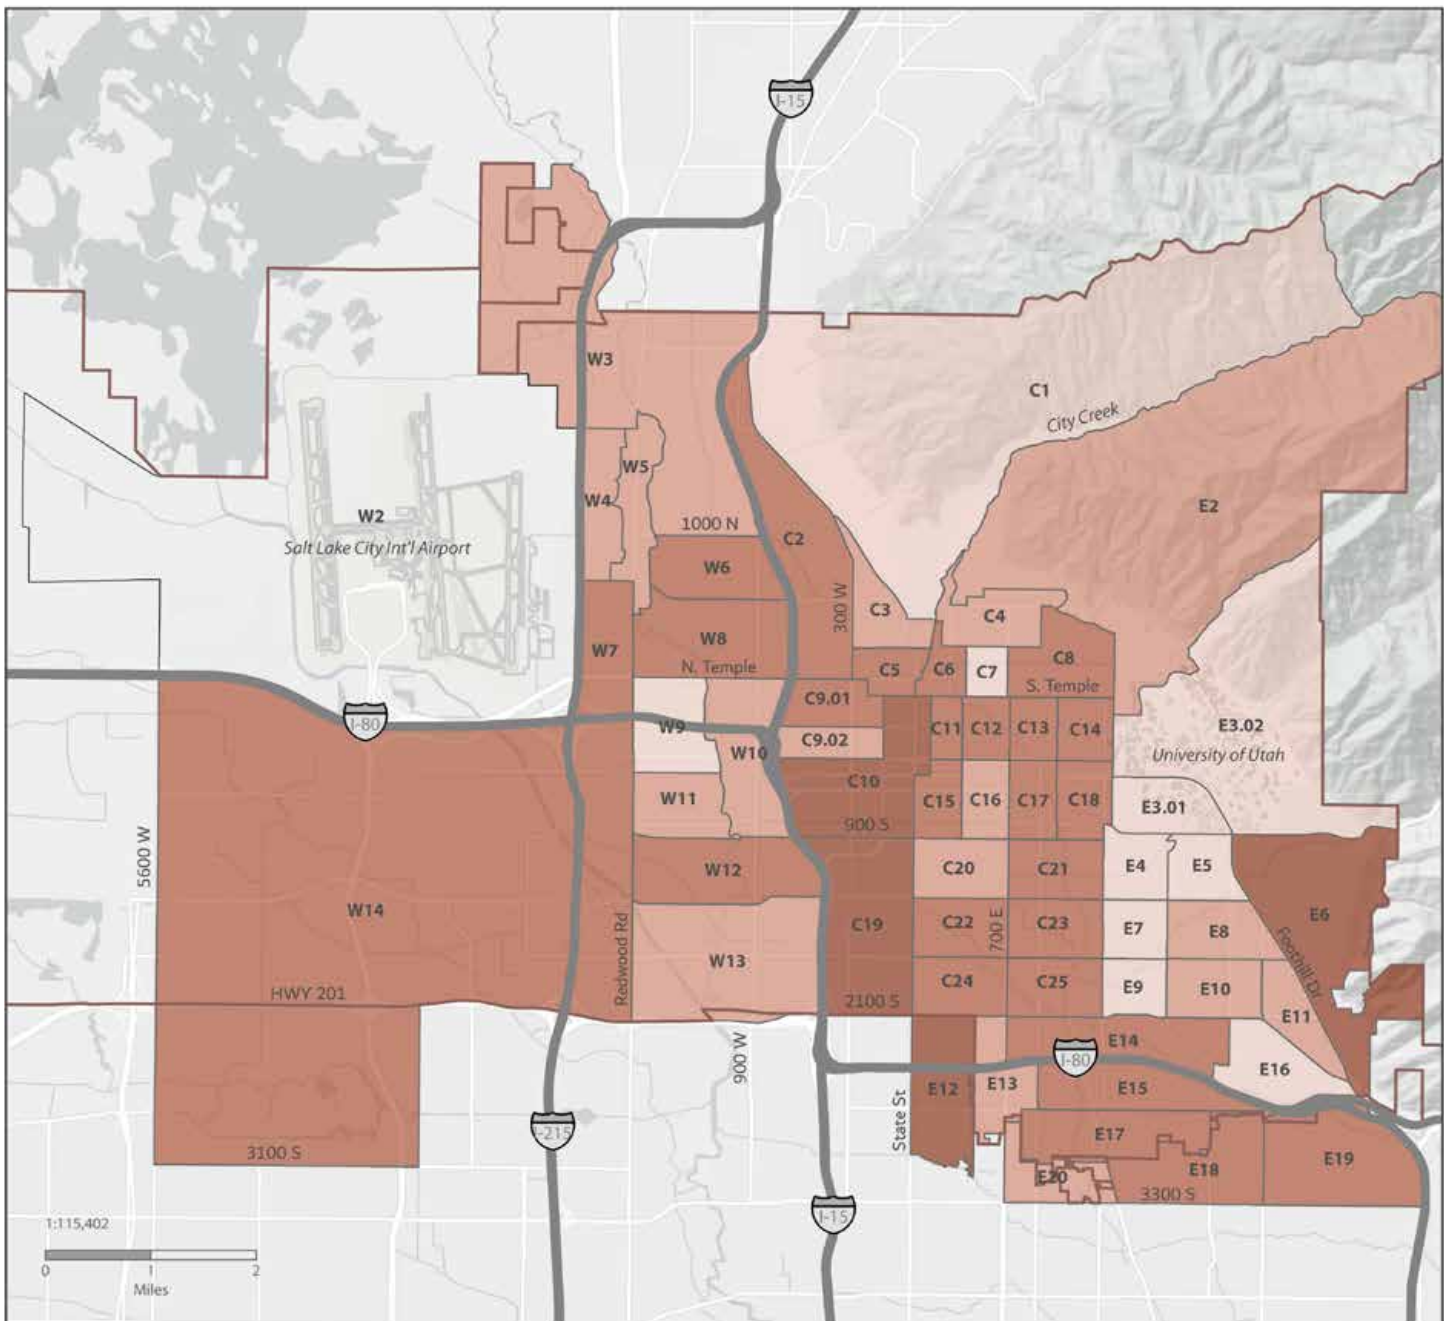 I-15
W3
C1
City Creek
W5
W4
E2
W2
1000 N
Salt Lake City Int'l Airport
C2
W6
300 W
C3
C4
W8
W7
N. Temple
C5
C6
C7
C8
S. Temple
C9.01
I-80
W9
C11
C12
C13
C14
E3.02
University of Utah
C9.02
W10
C10
W11
C15
C16
C17
C18
E3.01
900 S
5600 W
W12
C20
C21
E4
E5
W14
Redwood Rd
C19
C22
700 E
C23
E7
E8
E6
Foothill Dr
W13
HWY 201
2100 S
C24
C25
E9
E10
E11
900 W
E14
I-80
E12
E13
E15
E16
State St
I-215
E17
3100 S
E20
E18
E19
3300 S
I-15
1:115,402
0 1 2
Miles